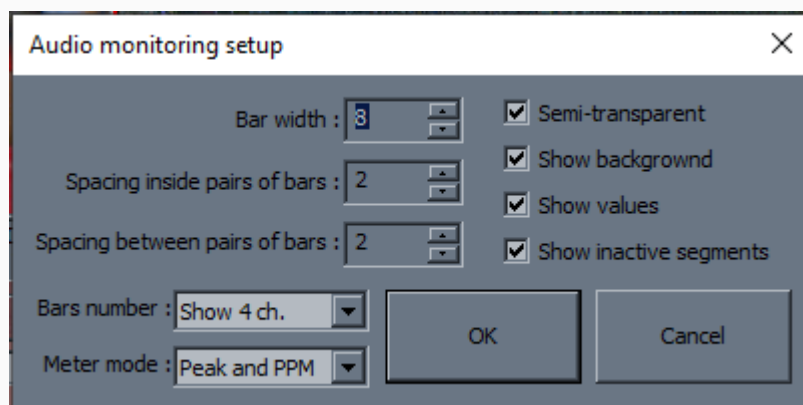 Audio monitoring setup
Bar width : 8
Semi-transparent
Spacing inside pairs of bars : 2
Show backgrownd
Show values
Spacing between pairs of bars : 2
Show inactive segments
Bars number : Show 4 ch.
Meter mode : Peak and PPM
OK
Cancel